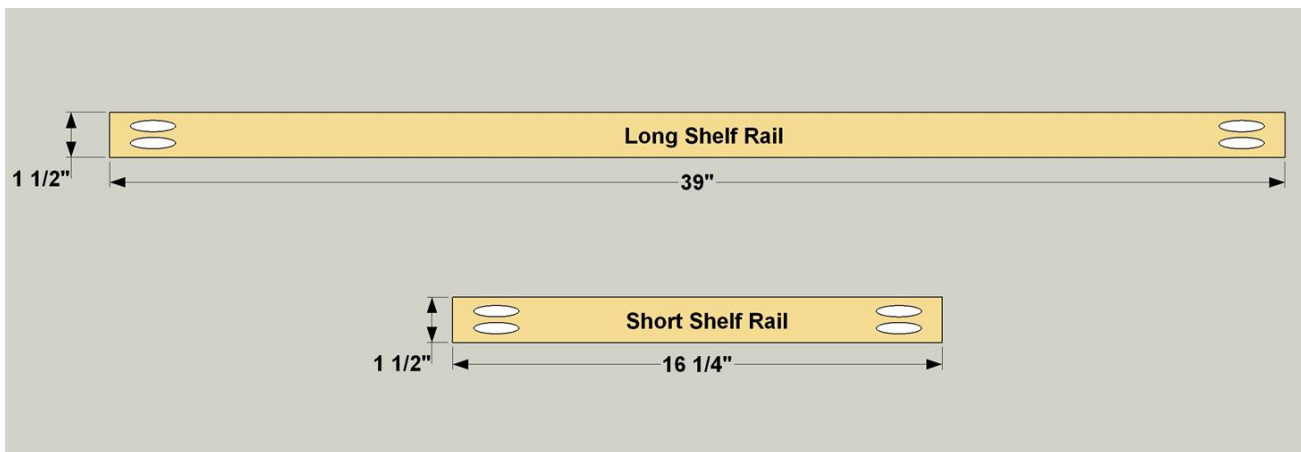 Long Shelf Rail
1 1/2"
39"
Short Shelf Rail
1 1/2"
16 1/4"